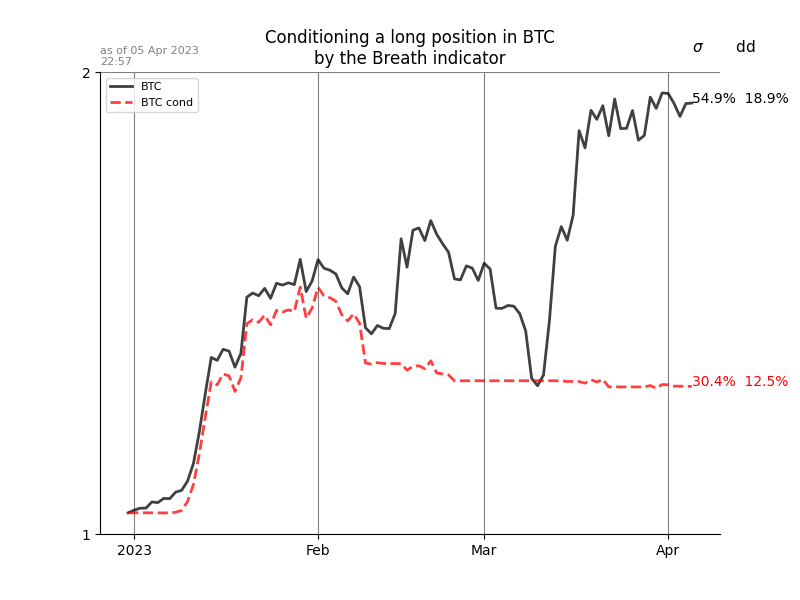 Conditioning a long position in BTC
by the Breath indicator
as of 05 Apr 2023
22:57
σ dd
2
BTC
BTC cond
54.9% 18.9%
30.4% 12.5%
1
2023 Feb Mar Apr